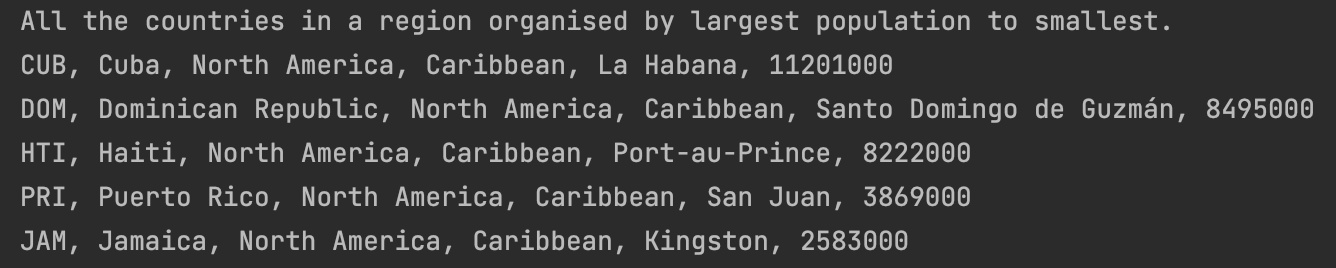 All the countries in a region organised by largest population to smallest.
CUB, Cuba, North America, Caribbean, La Habana, 11201000
DOM, Dominican Republic, North America, Caribbean, Santo Domingo de Guzmán, 8495000
HTI, Haiti, North America, Caribbean, Port-au-Prince, 8222000
PRI, Puerto Rico, North America, Caribbean, San Juan, 3869000
JAM, Jamaica, North America, Caribbean, Kingston, 2583000